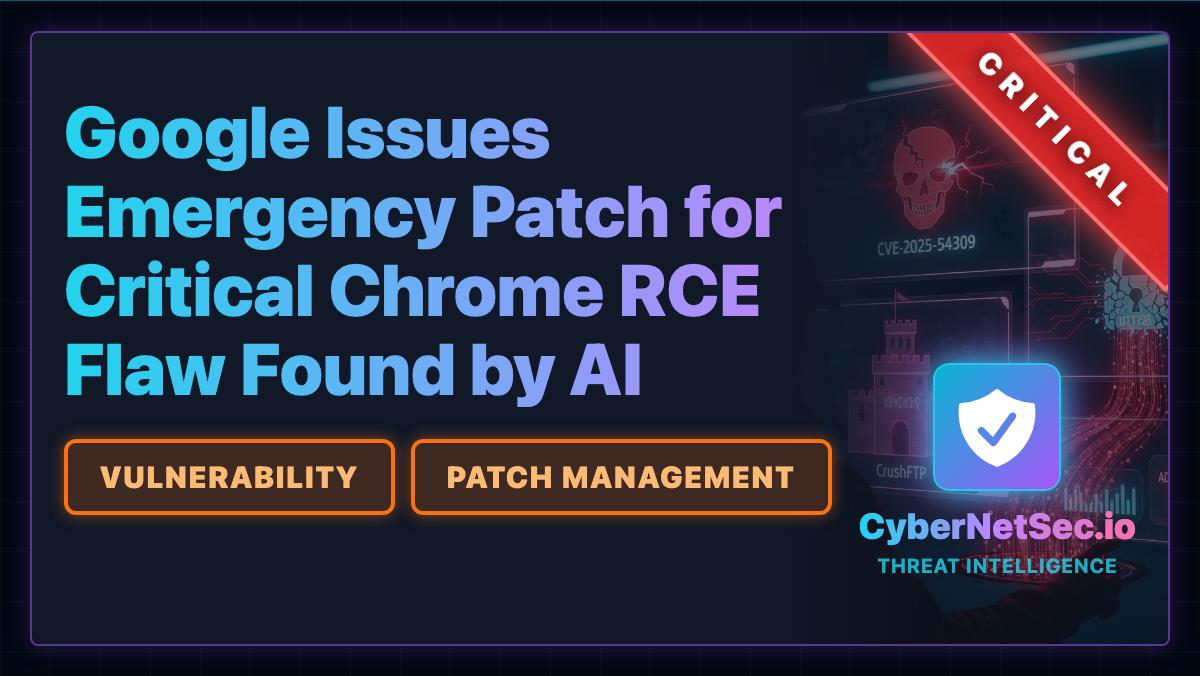 Google Issues
Emergency Patch for
Critical Chrome RCE
Flaw Found by AI
VULNERABILITY
PATCH MANAGEMENT
CRITICAL
CVE-2025-54309
HTTPS
CrushFTP
CyberNetSec.io
THREAT INTELLIGENCE